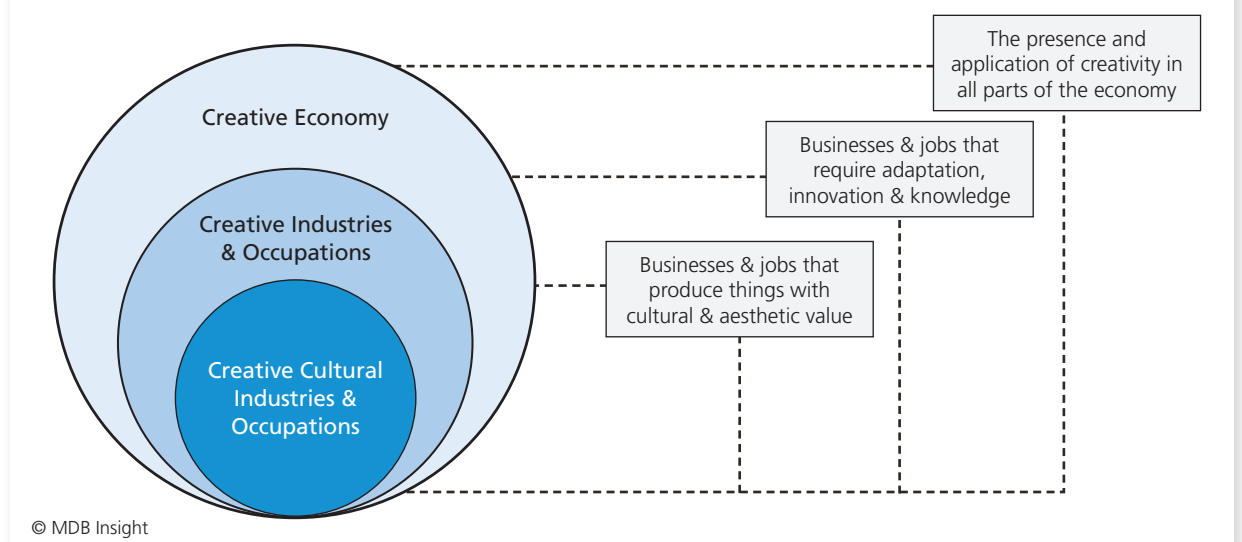 The presence and
application of creativity in
all parts of the economy
Creative Economy
Businesses & jobs that
require adaptation,
innovation & knowledge
Creative Industries
& Occupations
Businesses & jobs that
produce things with
cultural & aesthetic value
Creative Cultural
Industries &
Occupations
© MDB Insight